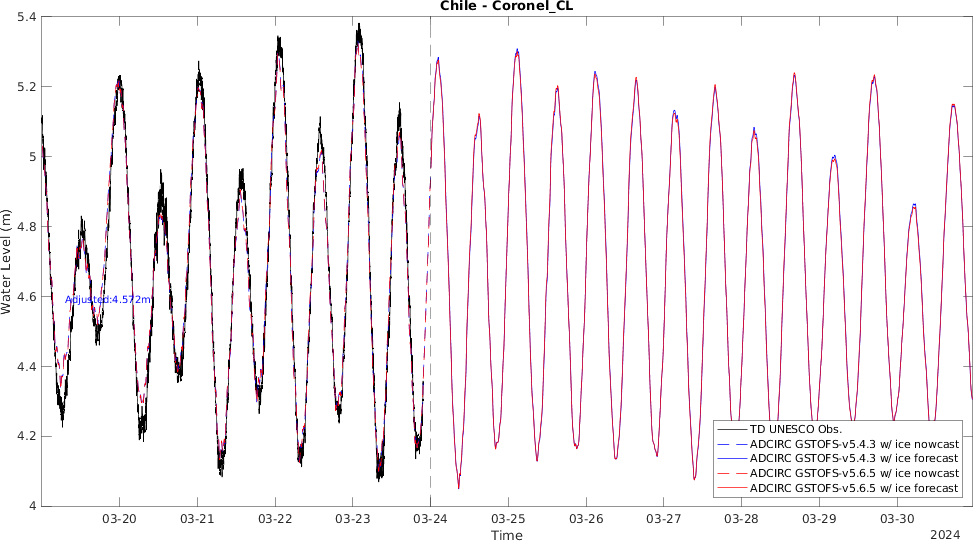 Chile - Coronel_CL
5.4
5.2
5
4.8
4.6
4.4
4.2
4
Water Level (m)
Adjusted:4.572m
TD UNESCO Obs.
ADCIRC GSTOFS-v5.4.3 w/ ice nowcast
ADCIRC GSTOFS-v5.4.3 w/ ice forecast
ADCIRC GSTOFS-v5.6.5 w/ ice nowcast
ADCIRC GSTOFS-v5.6.5 w/ ice forecast
03-20 03-21 03-22 03-23 03-24 03-25 03-26 03-27 03-28 03-29 03-30
Time
2024